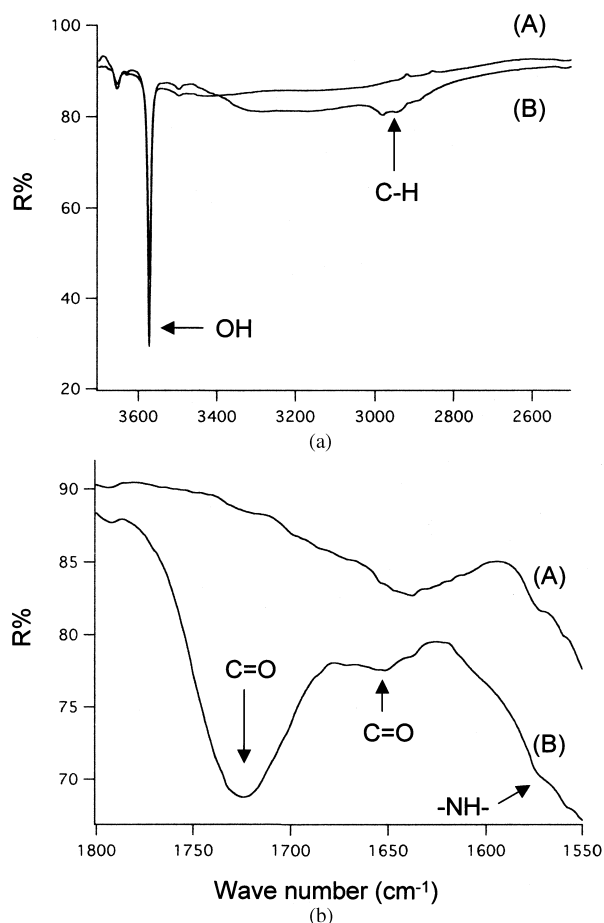 100
80
60
40
20
R%
(A)
(B)
C-H
OH
3600 3400 3200 3000 2800 2600
(a)
90
85
80
75
70
R%
(A)
C=O
C=O
(B)
-NH-
1800 1750 1700 1650 1600 1550
Wave number (cm⁻¹)
(b)